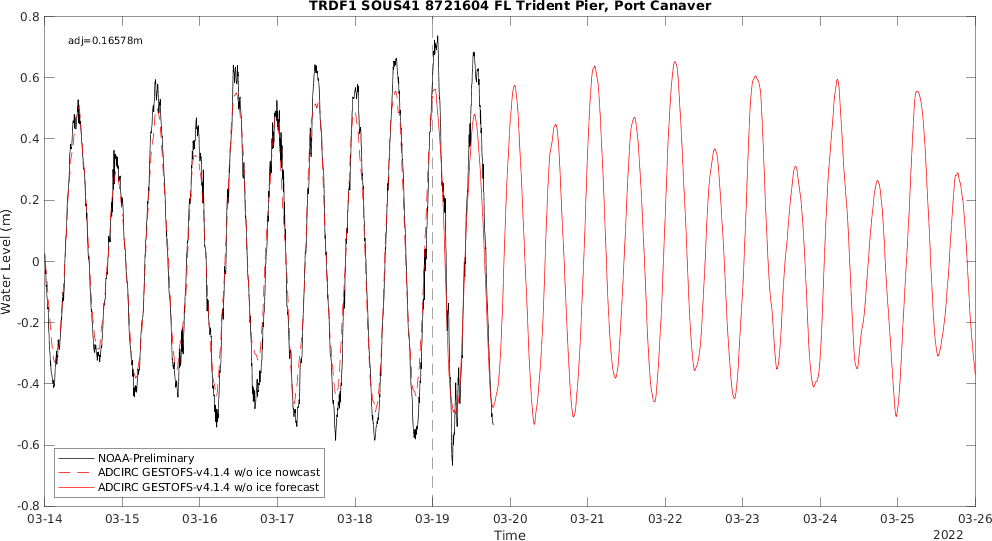 TRDF1 SOUS41 8721604 FL Trident Pier, Port Canaver
adj=0.16578m
0.8
0.6
0.4
0.2
0
-0.2
-0.4
-0.6
-0.8
Water Level (m)
NOAA-Preliminary
ADCIRC GESTOFS-v4.1.4 w/o ice nowcast
ADCIRC GESTOFS-v4.1.4 w/o ice forecast
03-14 03-15 03-16 03-17 03-18 03-19 03-20 03-21 03-22 03-23 03-24 03-25 03-26
Time
2022